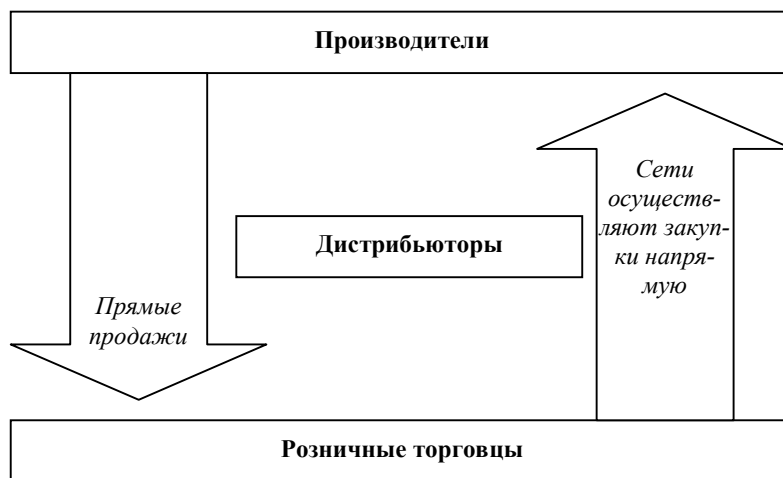 Производители
Сети
осуществ-
ляют закуп-
ки напря-
мую
Дистрибьюторы
Прямые
продажи
Розничные торговцы